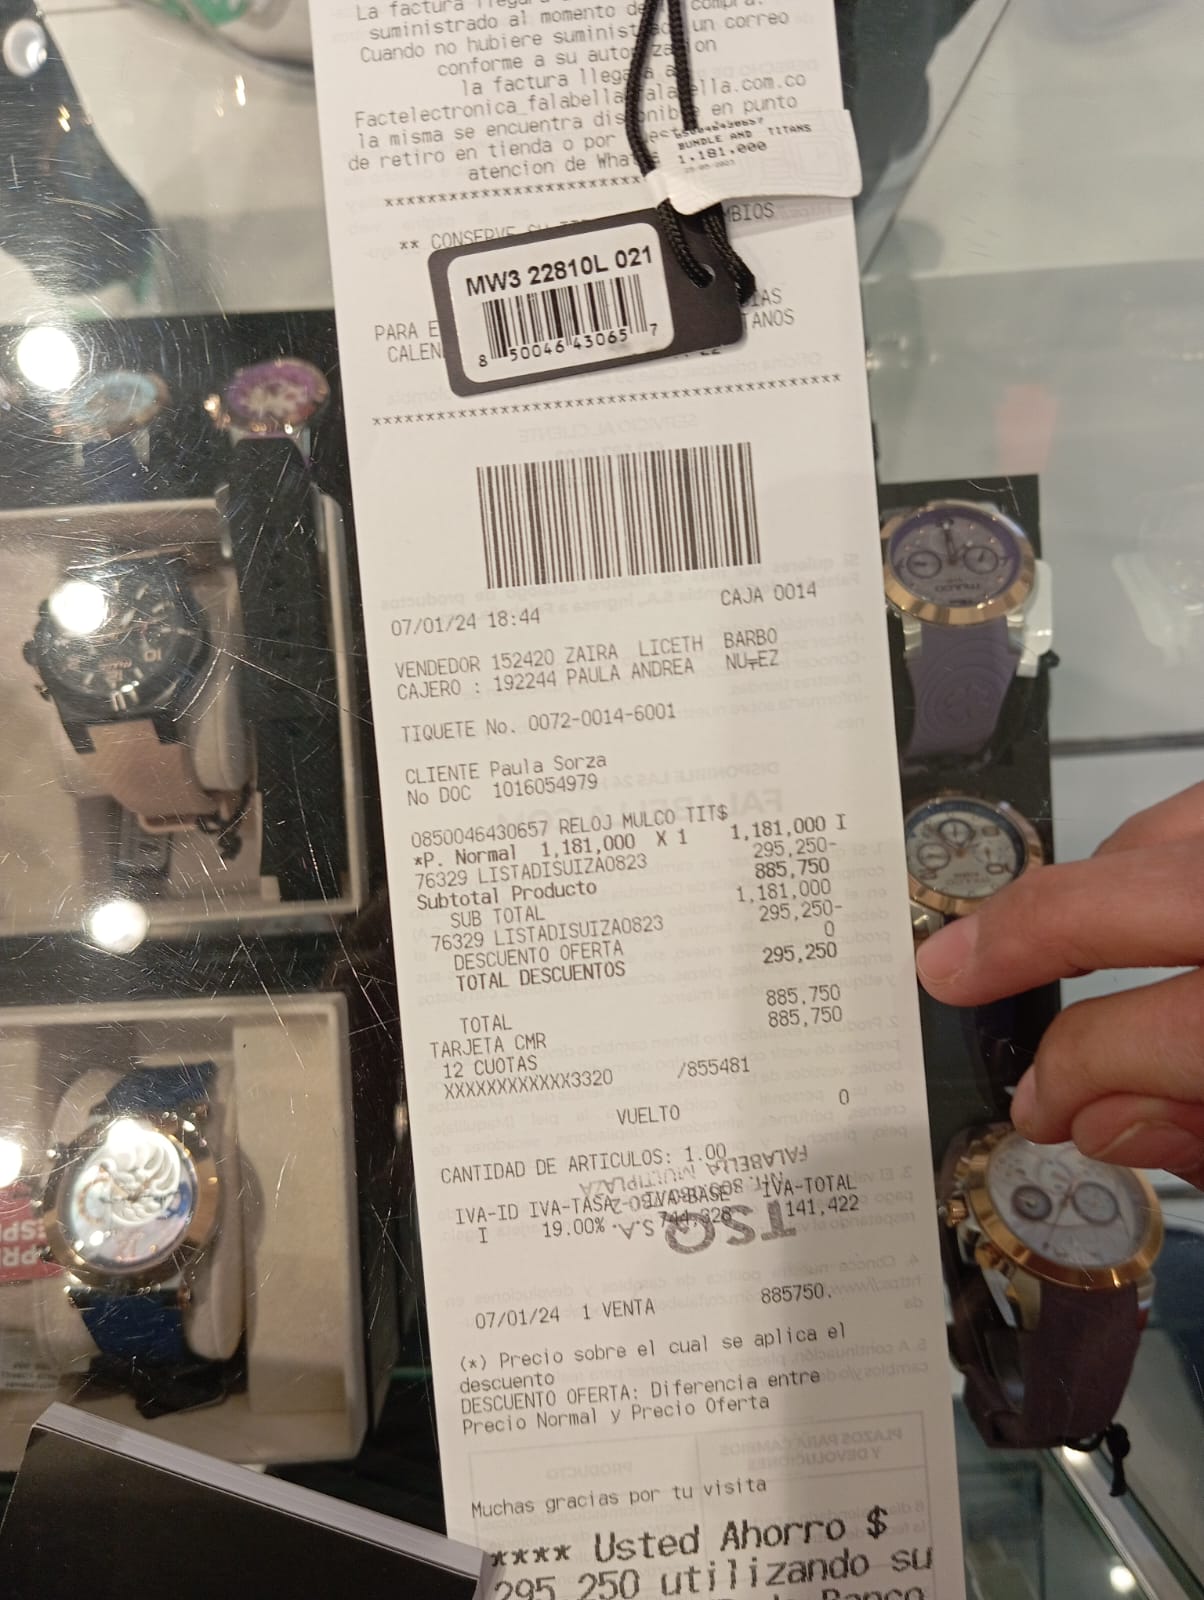 La factura
suministrado al momento de compra.
Cuando no hubiere suministrado un correo
conforme a su autorizacion
la factura llegara a
Factelectronica_falabella falabella.com.co
la misma se encuentra disponible en punto
de retiro en tienda o por
atencion de
BUNDLE AND TITANS
1.181.000
xxxxxxxxxxxxxxxxxxxxxxxx
** CONSERVE
MW3 22810L 021
8 50046 43065 7
PARA E
CALEN
TANOS
07/01/24 18:44 CAJA 0014
VENDEDOR 152420 ZAIRA LICETH BARBO
CAJERO : 192244 PAULA ANDREA NU╤EZ
TIQUETE No. 0072-0014-6001
CLIENTE Paula Sorza
No DOC 1016054979
0850046430657 RELOJ MULCO TIT$
*P. Normal 1,181,000 X 1 1,181,000 I
76329 LISTADISUIZA0823 295,250-
Subtotal Producto 885,750
SUB TOTAL 1,181,000
76329 LISTADISUIZA0823 295,250-
DESCUENTO OFERTA 0
TOTAL DESCUENTOS 295,250
TOTAL 885,750
TARJETA CMR 885,750
12 CUOTAS
XXXXXXXXXXXX3320 /855481
VUELTO 0
CANTIDAD DE ARTICULOS: 1.00
FALABELLA
MULTIPLAZA
IVA-ID IVA-TASA IVA-BASE IVA-TOTAL
I 19.00% 141,422
07/01/24 1 VENTA 885750.
(*) Precio sobre el cual se aplica el
descuento
DESCUENTO OFERTA: Diferencia entre
Precio Normal y Precio Oferta
Muchas gracias por tu visita
**** Usted Ahorro $
295,250 utilizando su
Banco